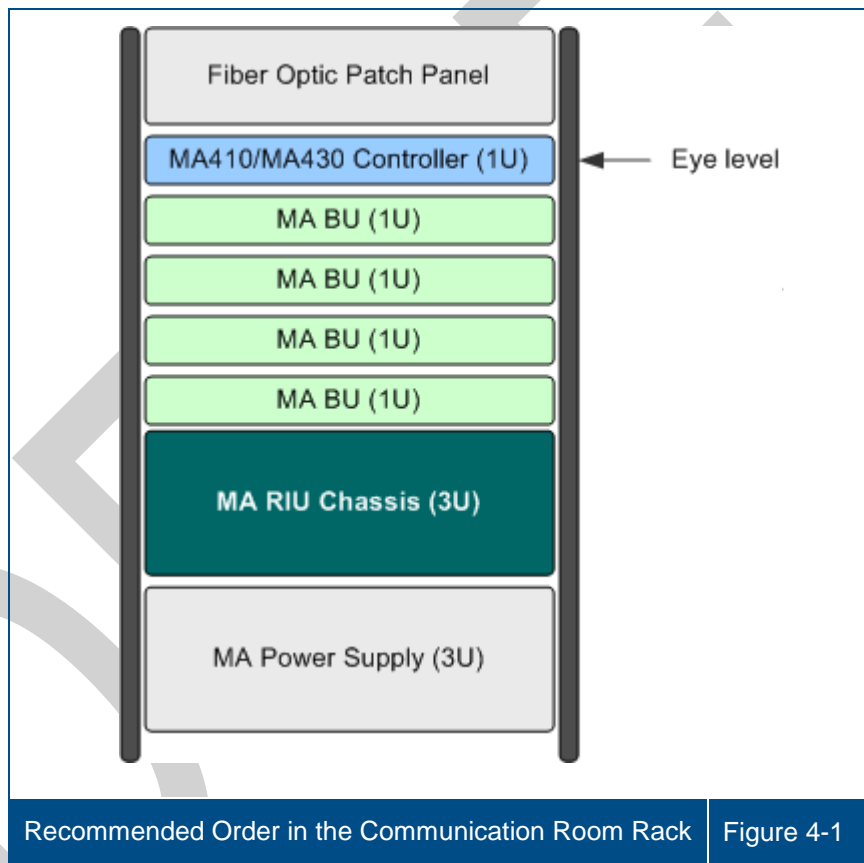 Fiber Optic Patch Panel
MA410/MA430 Controller (1U)
Eye level
MA BU (1U)
MA BU (1U)
MA BU (1U)
MA BU (1U)
MA RIU Chassis (3U)
MA Power Supply (3U)
Recommended Order in the Communication Room Rack
Figure 4-1